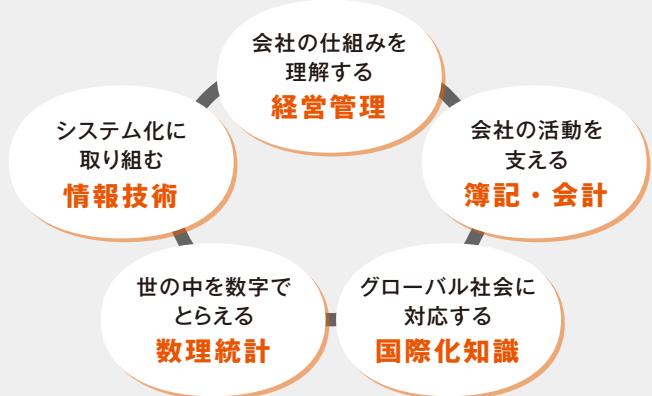 会社の仕組みを
理解する
経営管理
システム化に
取り組む
情報技術
会社の活動を
支える
簿記・会計
世の中を数字で
とらえる
数理統計
グローバル社会に
対応する
国際化知識